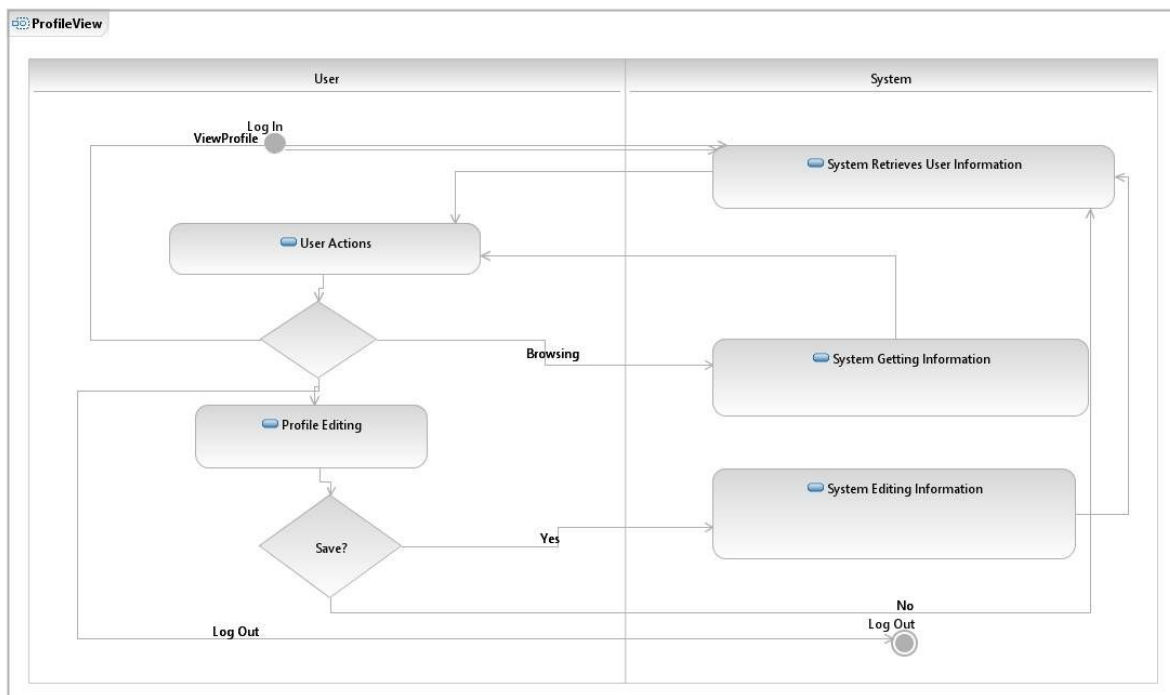 ProfileView
User
System
Log In
ViewProfile
System Retrieves User Information
User Actions
Browsing
System Getting Information
Profile Editing
System Editing Information
Yes
Save?
No
Log Out
Log Out